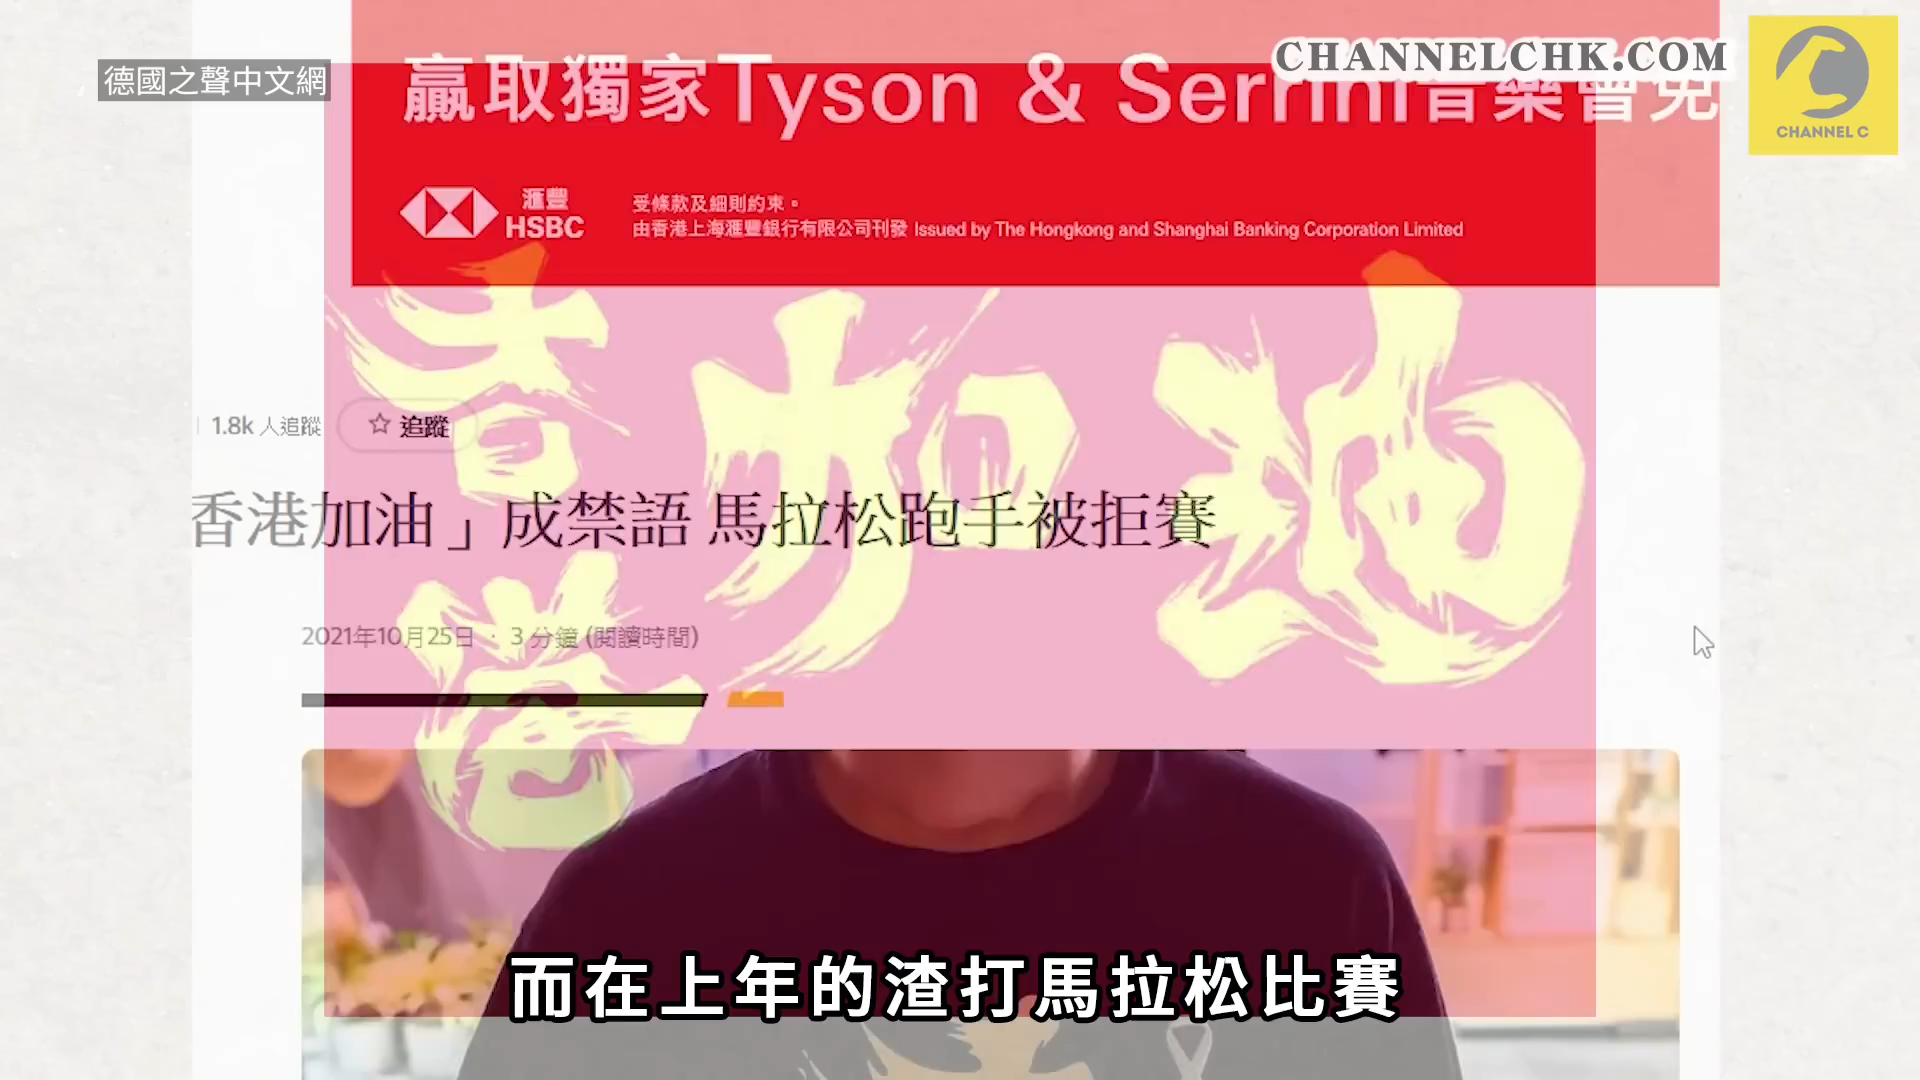 德國之聲中文網
CHANNELCHK.COM
CHANNEL C
贏取獨家Tyson & Serrini音樂會免
滙豐
HSBC
受條款及細則約束。
由香港上海滙豐銀行有限公司刊發 Issued by The Hongkong and Shanghai Banking Corporation Limited
香港加油
1.8k 人追蹤
追蹤
香港加油」成禁語 馬拉松跑手被拒賽
2021年10月25日 · 3 分鐘 (閱讀時間)
而在上年的渣打馬拉松比賽